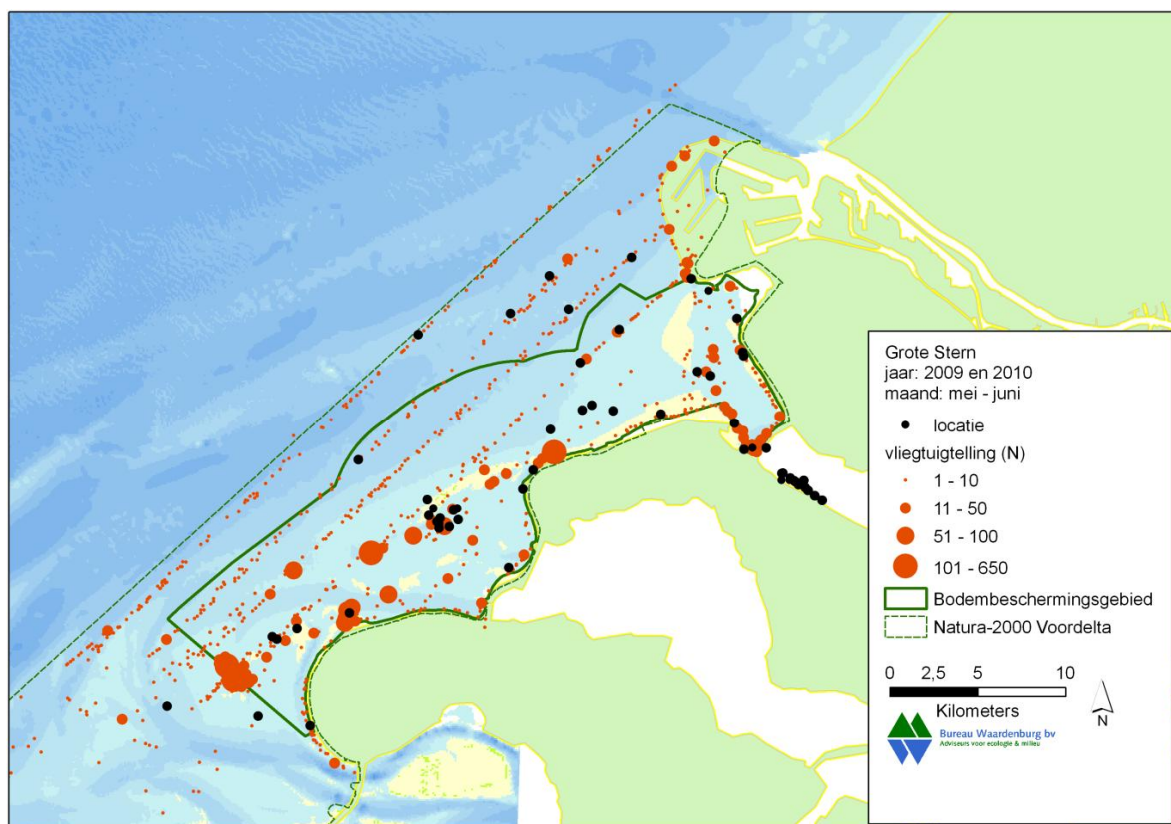 Grote Stern
jaar: 2009 en 2010
maand: mei - juni
locatie
vliegtuigtelling (N)
1 - 10
11 - 50
51 - 100
101 - 650
Bodembeschermingsgebied
Natura-2000 Voordelta
0 2,5 5 10
Kilometers
N
Bureau Waardenburg bv
Adviseurs voor ecologie & milieu